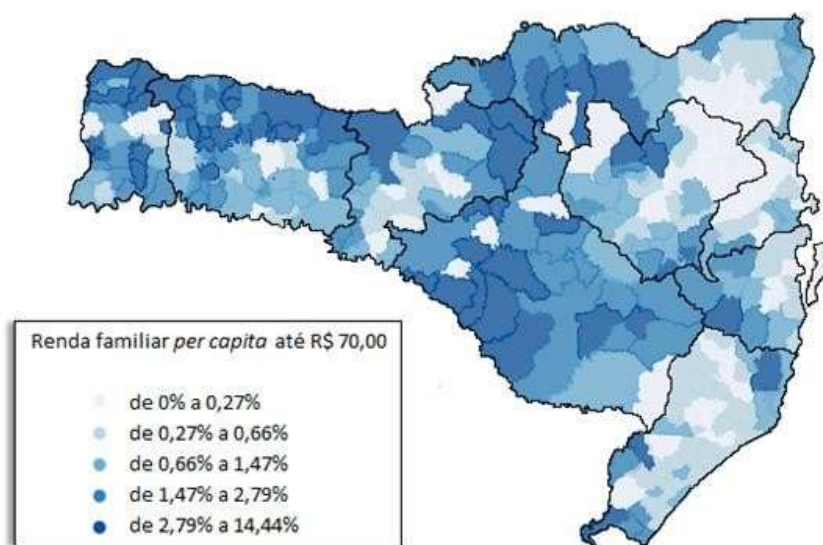 Renda familiar per capita até R$ 70,00
de 0% a 0,27%
de 0,27% a 0,66%
de 0,66% a 1,47%
de 1,47% a 2,79%
de 2,79% a 14,44%